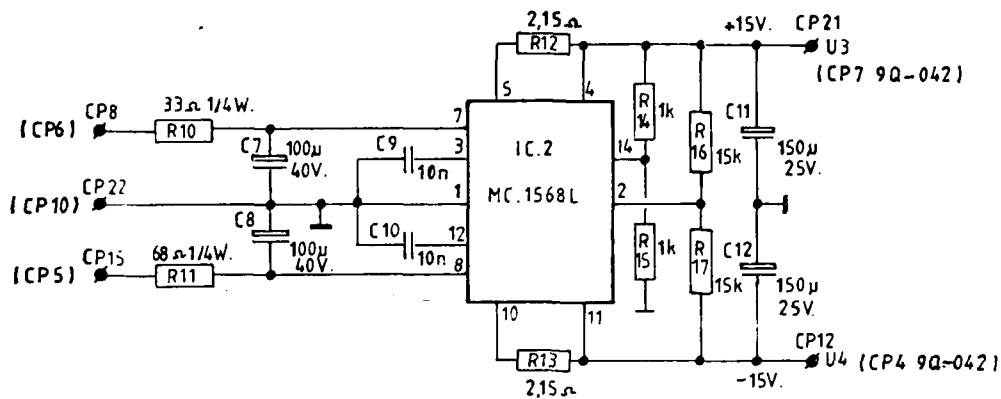 2,15Ω
R12
+15V.
CP21
U3
(CP7 9Q-042)
5
4
CP8
(CP6)
33Ω 1/4W.
R10
7
C7
100µ
40V.
C9
10n
3
IC.2
MC.1568L
R
14
1k
14
R
16
15k
C11
150µ
25V.
CP22
(CP10)
1
2
C8
100µ
40V.
C10
10n
12
8
CP15
(CP5)
68Ω 1/4W.
R11
R
15
1k
R
17
15k
C12
150µ
25V.
10
11
R13
2,15Ω
CP12
U4
(CP4 9Q-042)
-15V.